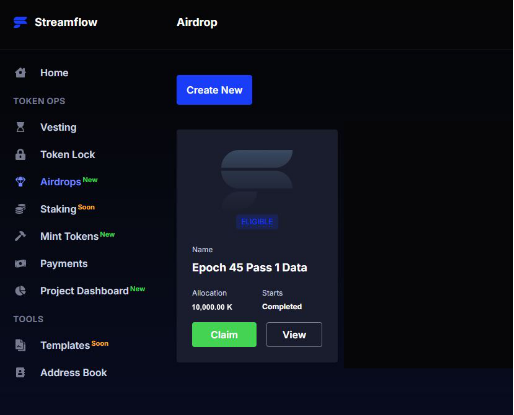 Streamflow
Airdrop
Home
Create New
TOKEN OPS
Vesting
Token Lock
Airdrops New
Staking Soon
Mint Tokens New
Payments
Project Dashboard New
TOOLS
Templates Soon
Address Book
ELIGIBLE
Name
Epoch 45 Pass 1 Data
Allocation Starts
10,000.00 K Completed
Claim View